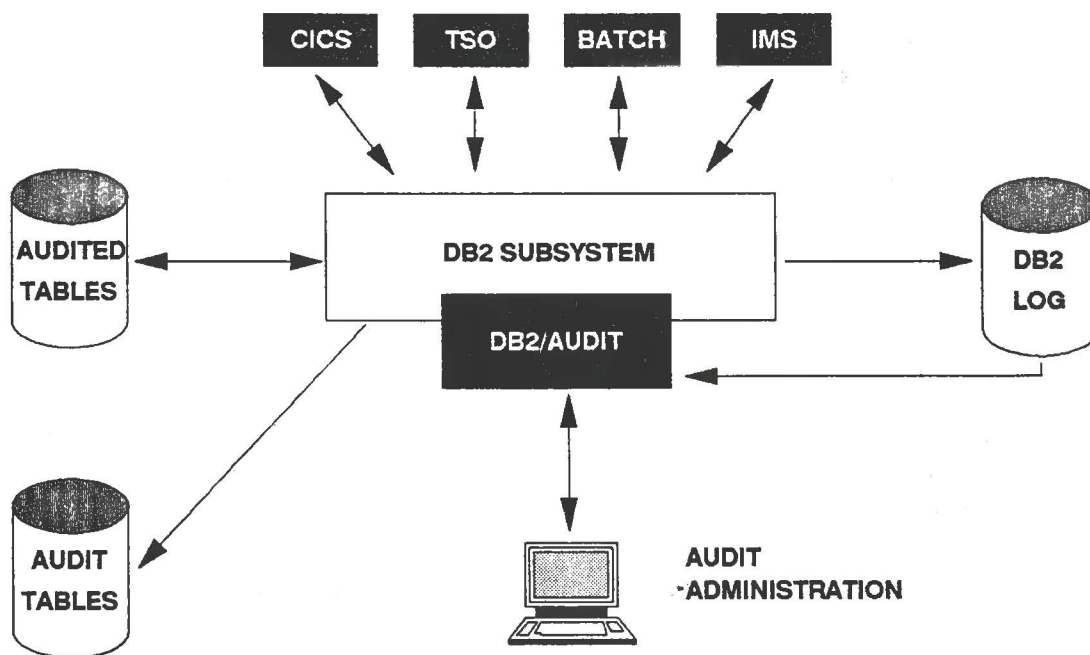 CICS
TSO
BATCH
IMS
AUDITED
TABLES
DB2 SUBSYSTEM
DB2
LOG
DB2/AUDIT
AUDIT
TABLES
AUDIT
ADMINISTRATION